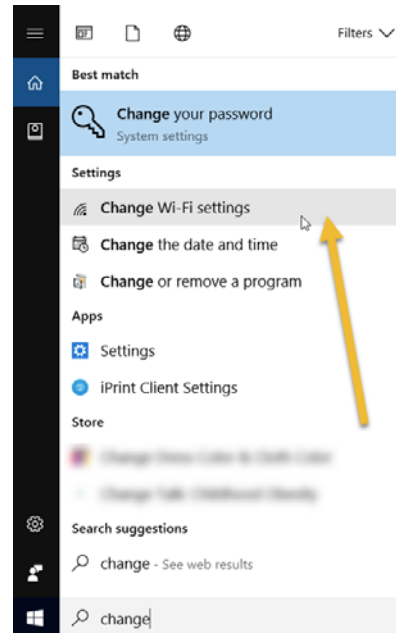 Filters
Best match
Change your password
System settings
Settings
Change Wi-Fi settings
Change the date and time
Change or remove a program
Apps
Settings
iPrint Client Settings
Store
Search suggestions
change - See web results
change